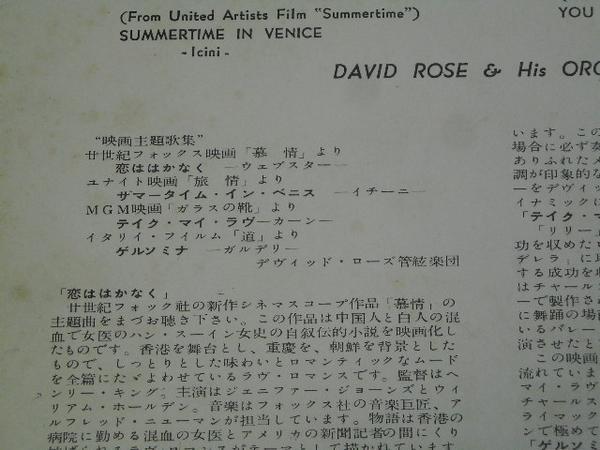 (From United Artists Film "Summertime")
SUMMERTIME IN VENICE
- Icini -
YOU
DAVID ROSE & His ORC
"映画主題歌集"
廿世紀フォックス映画「慕　情」より
恋ははかなく　―ウェブスター―
ユナイト映画「旅　情」より
サマータイム・イン・ベニス　―イチーニ―
MGM映画「ガラスの靴」より
テイク・マイ・ラヴ―カーン―
イタリイ・フイルム「道」より
ゲルソミナ　―ガルデリ―
デヴィッド・ローズ管絃楽団
「恋ははかなく」
廿世紀フォックス社の新作シネマスコープ作品「慕情」の
主題曲をまづお聴き下さい。この作品は中国人と白人の混
血で女医のハン・スーイン女史の自叙伝的小説を映画化し
たものです。香港を舞台とし、重慶を、朝鮮を背景とした
もので、しっとりとした味わいとロマンティックなムード
を全篇にたゞよわせているラヴ・ロマンスです。監督はヘ
ンリー・キング、主演はジェニファー・ジョーンズとウィ
リアム・ホールデン。音楽はフォックス社の音楽巨匠、ア
ルフレッド・ニューマンが担当しています。物語は香港の
病院に勤める混血の女医とアメリカの新聞記者の間にくり
います。この
場合に必ず奏
ありふれたメ
調が印象的な
―をデヴィッ
イナミックに
「テイク・マ
「リリー」
功を収めた
デレラ」に
する成功を収
はチャール
ーで製作さ
に舞踊の場
いるバレー
演させたと
この映画
流れてい
マイ・ラヴ
チャールス
ライマック
ンで極めて
「ゲルソミ